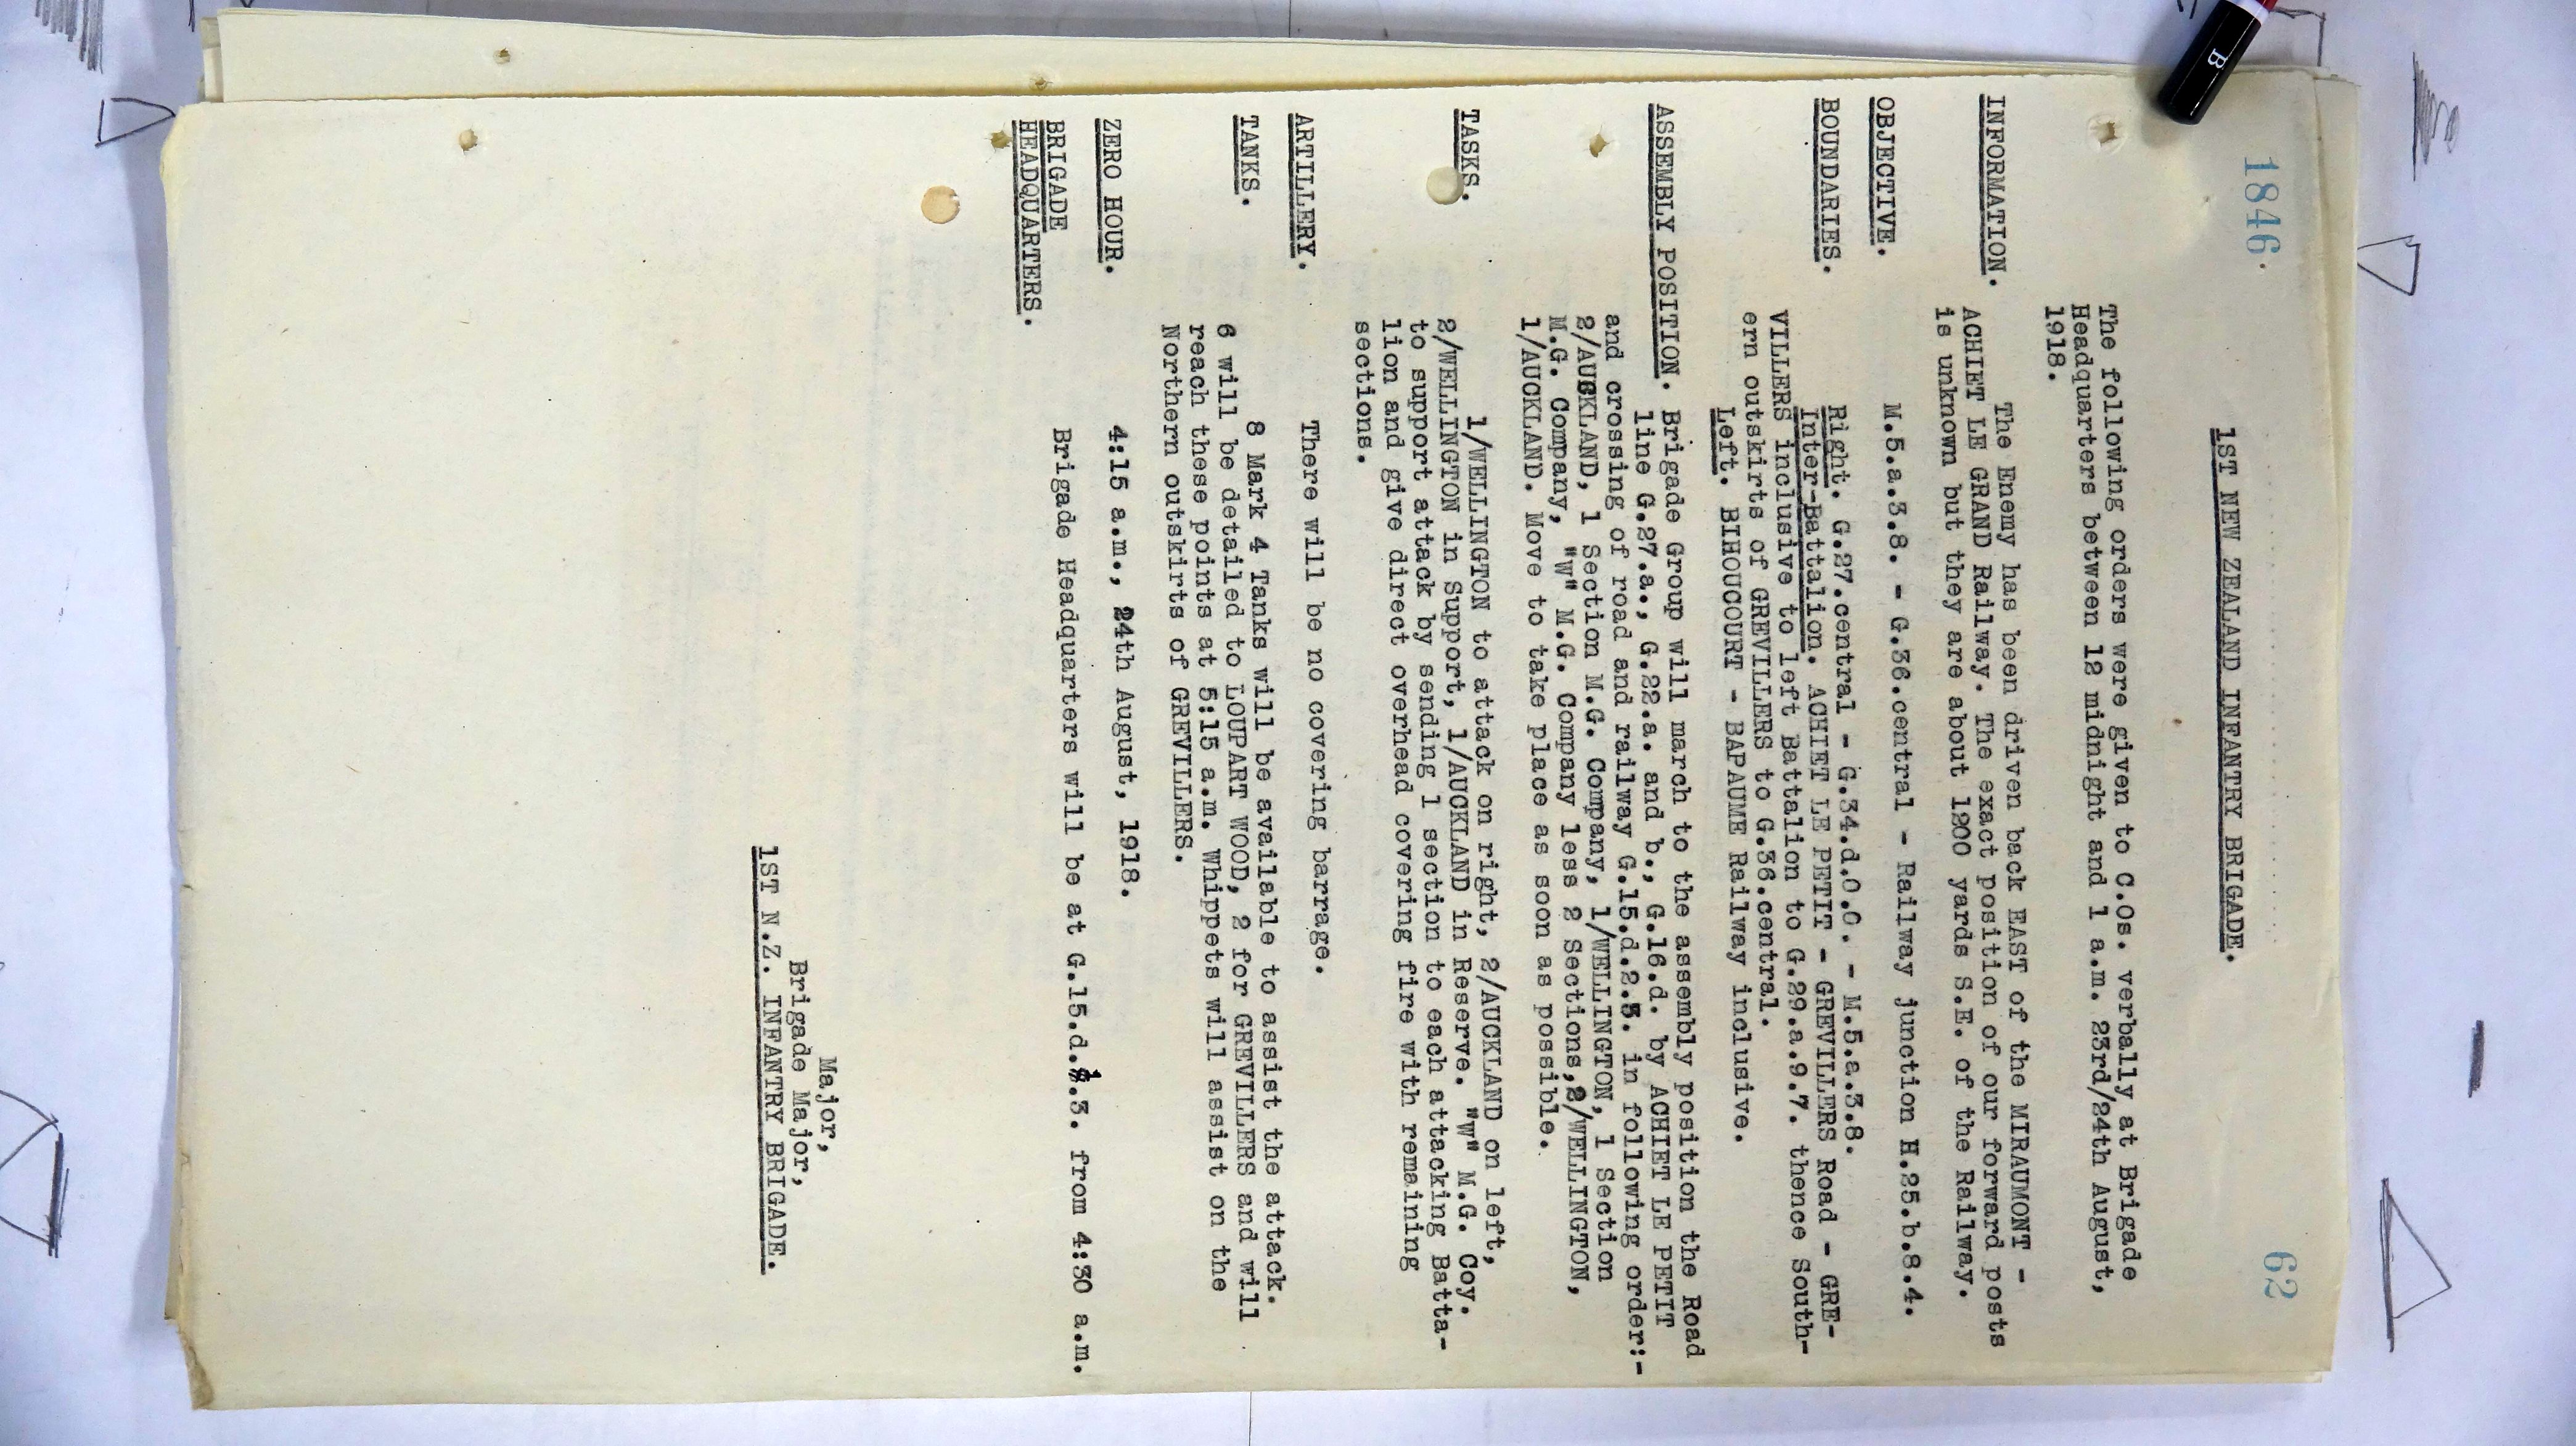 1846.
62
1ST NEW ZEALAND INFANTRY BRIGADE.
The following orders were given to C.Os. verbally at Brigade
Headquarters between 12 midnight and 1 a.m. 23rd/24th August,
1918.
INFORMATION. The Enemy has been driven back EAST of the MIRAUMONT -
ACHIET LE GRAND Railway. The exact position of our forward posts
is unknown but they are about 1200 yards S.E. of the Railway.
OBJECTIVE. M.5.a.3.8. - G.36.central - Railway junction H.25.b.8.4.
BOUNDARIES. Right. G.27.central - G.34.d.0.0. - M.5.a.3.8.
Inter-Battalion. ACHIET LE PETIT - GREVILLERS Road - GRE-
VILLERS inclusive to left Battalion to G.29.a.9.7. thence South-
ern outskirts of GREVILLERS to G.36.central.
Left. BIHOUCOURT - BAPAUME Railway inclusive.
ASSEMBLY POSITION. Brigade Group will march to the assembly position the Road
line G.27.a., G.22.a. and b., G.16.d. by ACHIET LE PETIT
and crossing of road and railway G.15.d.2.5. in following order:-
2/AUCKLAND, 1 Section M.G. Company, 1/WELLINGTON, 1 Section
M.G. Company, "W" M.G. Company less 2 Sections,2/WELLINGTON,
1/AUCKLAND. Move to take place as soon as possible.
TASKS. 1/WELLINGTON to attack on right, 2/AUCKLAND on left,
2/WELLINGTON in Support, 1/AUCKLAND in Reserve. "W" M.G. Coy.
to support attack by sending 1 section to each attacking Batta-
lion and give direct overhead covering fire with remaining
sections.
ARTILLERY. There will be no covering barrage.
TANKS. 8 Mark 4 Tanks will be available to assist the attack.
6 will be detailed to LOUPART WOOD, 2 for GREVILLERS and will
reach these points at 5:15 a.m. Whippets will assist on the
Northern outskirts of GREVILLERS.
ZERO HOUR. 4:15 a.m., 24th August, 1918.
BRIGADE Brigade Headquarters will be at G.15.d.1.3. from 4:30 a.m.
HEADQUARTERS.
Major,
Brigade Major,
1ST N.Z. INFANTRY BRIGADE.
B